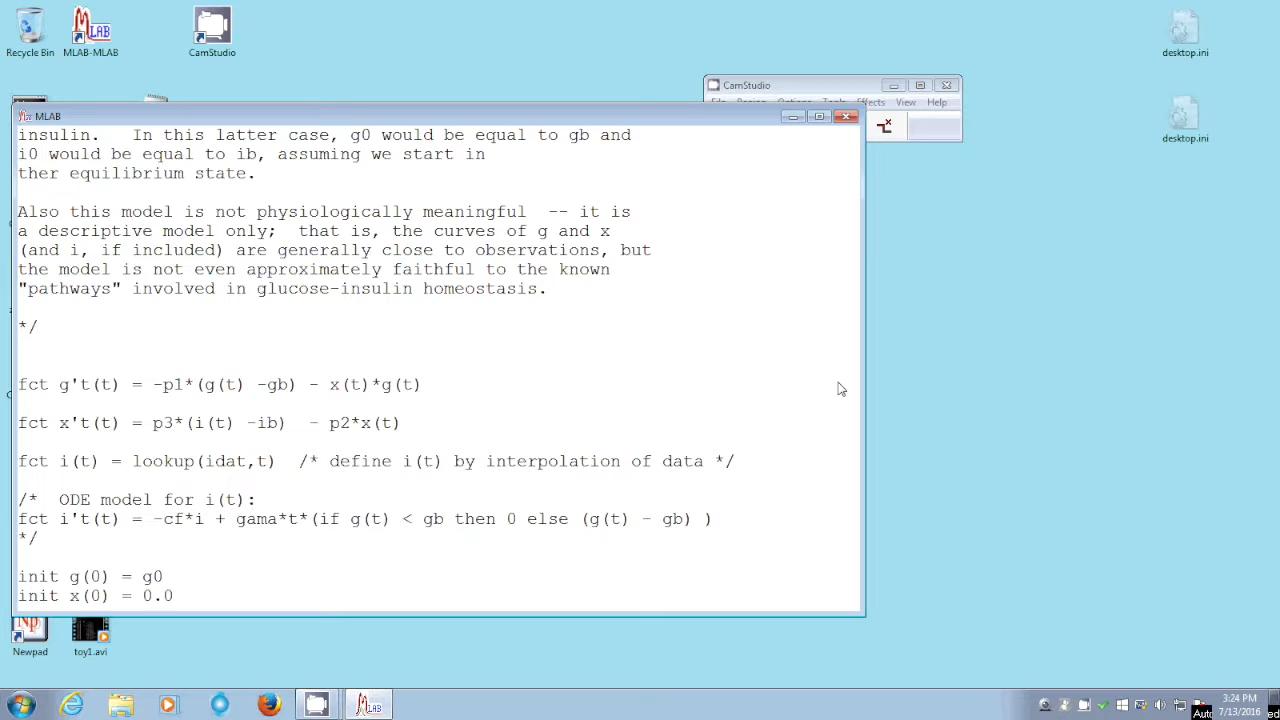 Recycle Bin
MLAB-MLAB
CamStudio
desktop.ini
CamStudio
Effects View Help
MLAB
desktop.ini
insulin.   In this latter case, g0 would be equal to gb and
i0 would be equal to ib, assuming we start in
ther equilibrium state.
Also this model is not physiologically meaningful  -- it is
a descriptive model only;  that is, the curves of g and x
(and i, if included) are generally close to observations, but
the model is not even approximately faithful to the known
"pathways" involved in glucose-insulin homeostasis.
*/
fct g't(t) = -p1*(g(t) -gb) - x(t)*g(t)
fct x't(t) = p3*(i(t) -ib)  - p2*x(t)
fct i(t) = lookup(idat,t)  /* define i(t) by interpolation of data */
/*  ODE model for i(t):
fct i't(t) = -cf*i + gama*t*(if g(t) < gb then 0 else (g(t) - gb) )
*/
init g(0) = g0
init x(0) = 0.0
Np
Newpad
toy1.avi
3:24 PM
7/13/2016